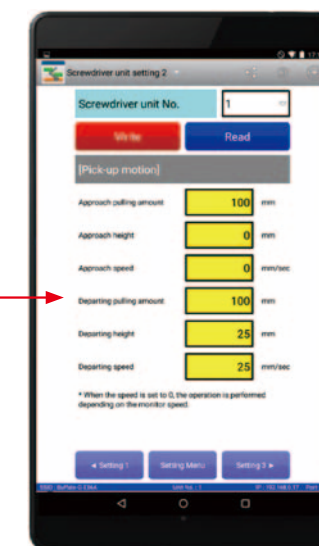 Screwdriver unit setting 2
Screwdriver unit No. 1
Write Read
[Pick-up motion]
Approach pulling amount 100 mm
Approach height 0 mm
Approach speed 0 mm/sec
Departing pulling amount 100 mm
Departing height 25 mm
Departing speed 25 mm/sec
* When the speed is set to 0, the operation is performed
depending on the monitor speed.
◄ Setting 1 Setting Menu Setting 3 ►
Unit No. : 1